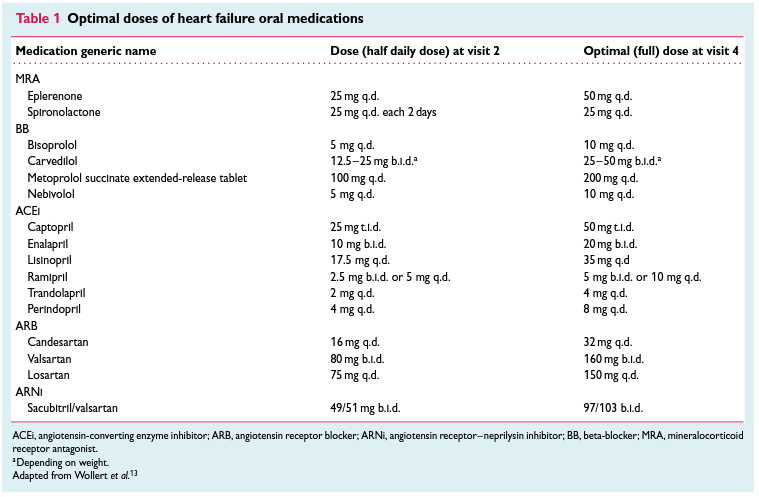 Table 1 Optimal doses of heart failure oral medications
Medication generic name Dose (half daily dose) at visit 2 Optimal (full) dose at visit 4
MRA
Eplerenone 25 mg q.d. 50 mg q.d.
Spironolactone 25 mg q.d. each 2 days 25 mg q.d.
BB
Bisoprolol 5 mg q.d. 10 mg q.d.
Carvedilol 12.5–25 mg b.i.d.ᵃ 25–50 mg b.i.d.ᵃ
Metoprolol succinate extended-release tablet 100 mg q.d. 200 mg q.d.
Nebivolol 5 mg q.d. 10 mg q.d.
ACEi
Captopril 25 mg t.i.d. 50 mg t.i.d.
Enalapril 10 mg b.i.d. 20 mg b.i.d.
Lisinopril 17.5 mg q.d. 35 mg q.d
Ramipril 2.5 mg b.i.d. or 5 mg q.d. 5 mg b.i.d. or 10 mg q.d.
Trandolapril 2 mg q.d. 4 mg q.d.
Perindopril 4 mg q.d. 8 mg q.d.
ARB
Candesartan 16 mg q.d. 32 mg q.d.
Valsartan 80 mg b.i.d. 160 mg b.i.d.
Losartan 75 mg q.d. 150 mg q.d.
ARNi
Sacubitril/valsartan 49/51 mg b.i.d. 97/103 b.i.d.
ACEi, angiotensin-converting enzyme inhibitor; ARB, angiotensin receptor blocker; ARNi, angiotensin receptor–neprilysin inhibitor; BB, beta-blocker; MRA, mineralocorticoid
receptor antagonist.
ᵃDepending on weight.
Adapted from Wollert et al.¹³